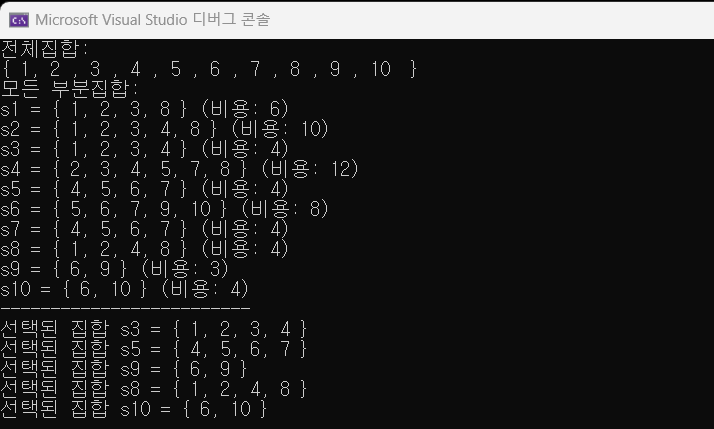 Microsoft Visual Studio 디버그 콘솔
전체집합:
{ 1, 2 , 3 , 4 , 5 , 6 , 7 , 8 , 9 , 10  }
모든 부분집합:
s1 = { 1, 2, 3, 8 } (비용: 6)
s2 = { 1, 2, 3, 4, 8 } (비용: 10)
s3 = { 1, 2, 3, 4 } (비용: 4)
s4 = { 2, 3, 4, 5, 7, 8 } (비용: 12)
s5 = { 4, 5, 6, 7 } (비용: 4)
s6 = { 5, 6, 7, 9, 10 } (비용: 8)
s7 = { 4, 5, 6, 7 } (비용: 4)
s8 = { 1, 2, 4, 8 } (비용: 4)
s9 = { 6, 9 } (비용: 3)
s10 = { 6, 10 } (비용: 4)
-------------------------
선택된 집합 s3 = { 1, 2, 3, 4 }
선택된 집합 s5 = { 4, 5, 6, 7 }
선택된 집합 s9 = { 6, 9 }
선택된 집합 s8 = { 1, 2, 4, 8 }
선택된 집합 s10 = { 6, 10 }